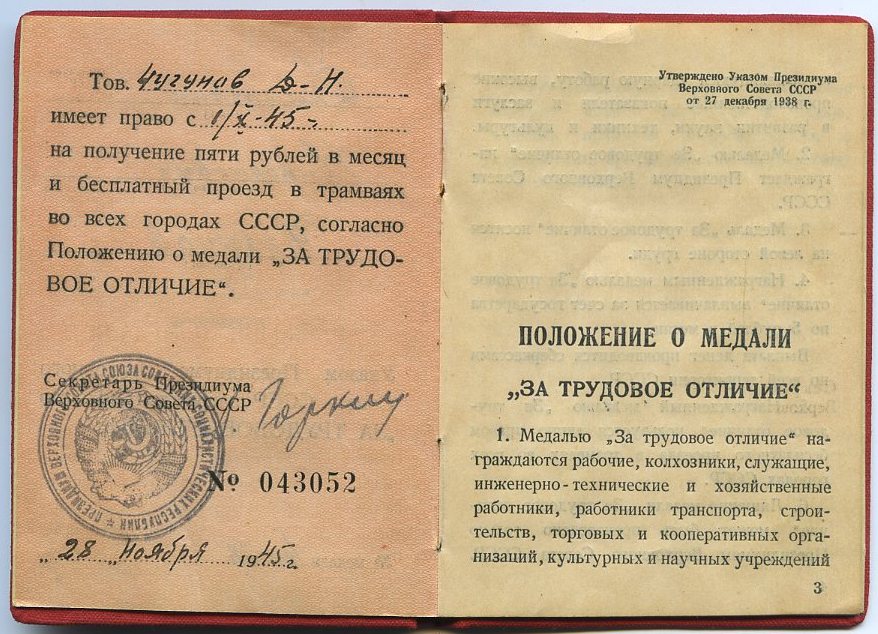 Тов. Чугунов Д.Н.
имеет право с 1/X-45-
на получение пяти рублей в месяц
и бесплатный проезд в трамваях
во всех городах СССР, согласно
Положению о медали „ЗА ТРУДО-
ВОЕ ОТЛИЧИЕ“.
Секретарь Президиума
Верховного Совета СССР Горкин
№ 043052
„28 „ Ноября 1945 г.
Утверждено Указом Президиума
Верховного Совета СССР
от 27 декабря 1938 г.
ПОЛОЖЕНИЕ О МЕДАЛИ
„ЗА ТРУДОВОЕ ОТЛИЧИЕ“
1. Медалью „За трудовое отличие“ на-
граждаются рабочие, колхозники, служащие,
инженерно-технические и хозяйственные
работники, работники транспорта, строи-
тельств, торговых и кооперативных орга-
низаций, культурных и научных учреждений
3